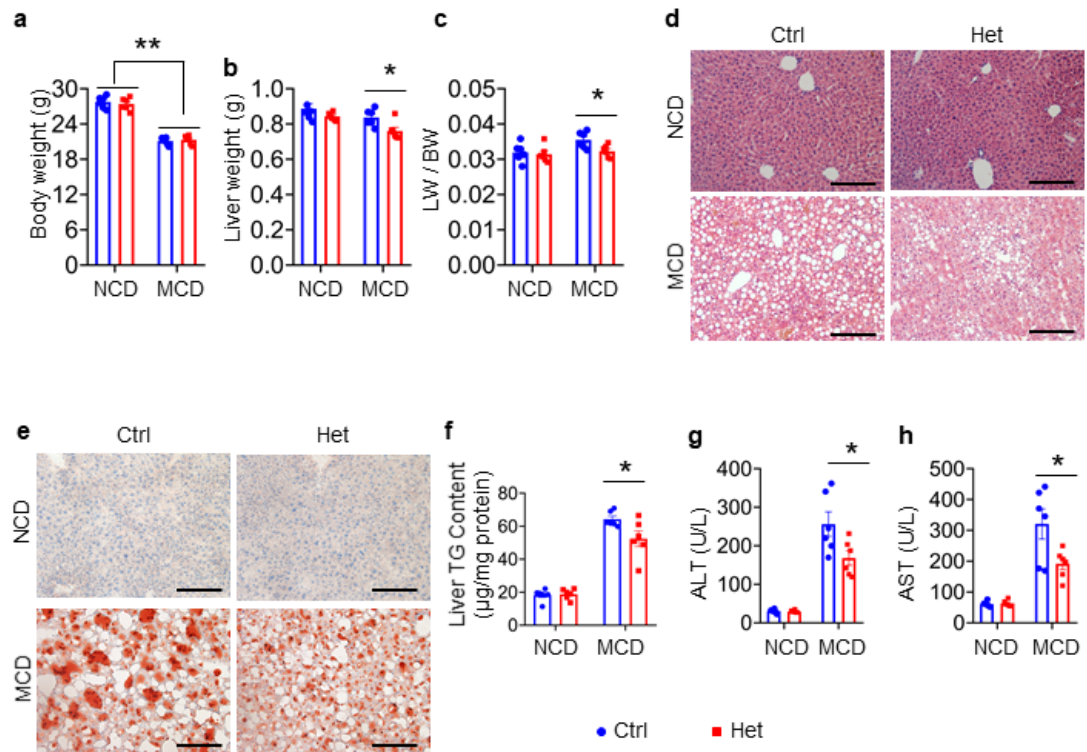 a
**
Body weight (g)
30
24
18
12
6
0
NCD MCD
b
*
Liver weight (g)
1.0
0.8
0.6
0.4
0.2
0.0
NCD MCD
c
*
LW / BW
0.05
0.04
0.03
0.02
0.01
0.00
NCD MCD
d
Ctrl Het
NCD
MCD
e
Ctrl Het
NCD
MCD
f
*
Liver TG Content
(µg/mg protein)
80
60
40
20
0
NCD MCD
g
*
ALT (U/L)
400
300
200
100
0
NCD MCD
h
*
AST (U/L)
500
400
300
200
100
0
NCD MCD
Ctrl Het